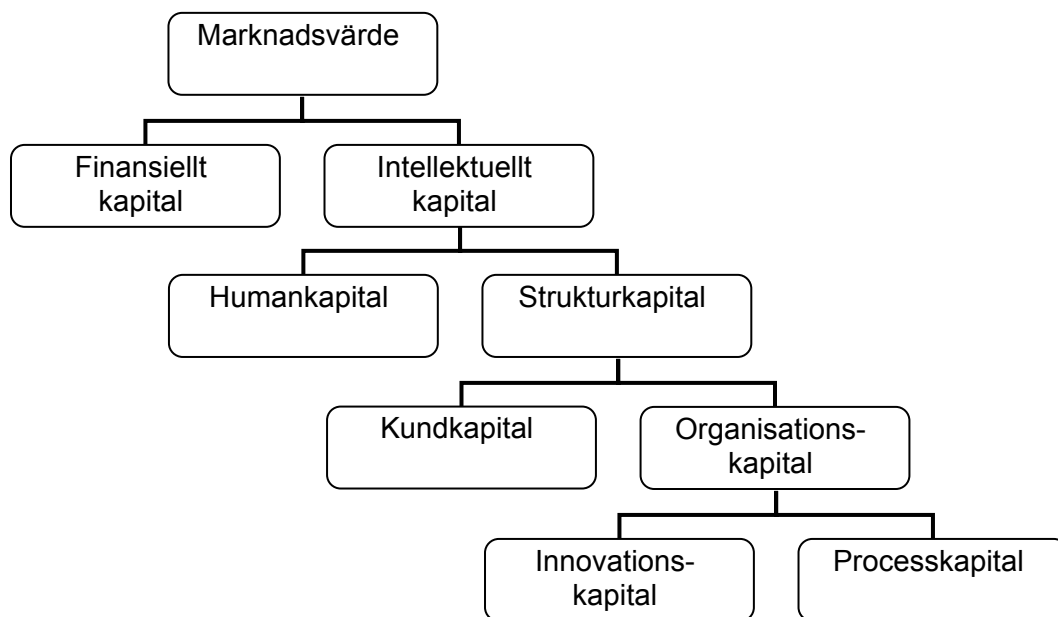 Marknadsvärde
Finansiellt
kapital
Intellektuellt
kapital
Humankapital
Strukturkapital
Kundkapital
Organisations-
kapital
Innovations-
kapital
Processkapital